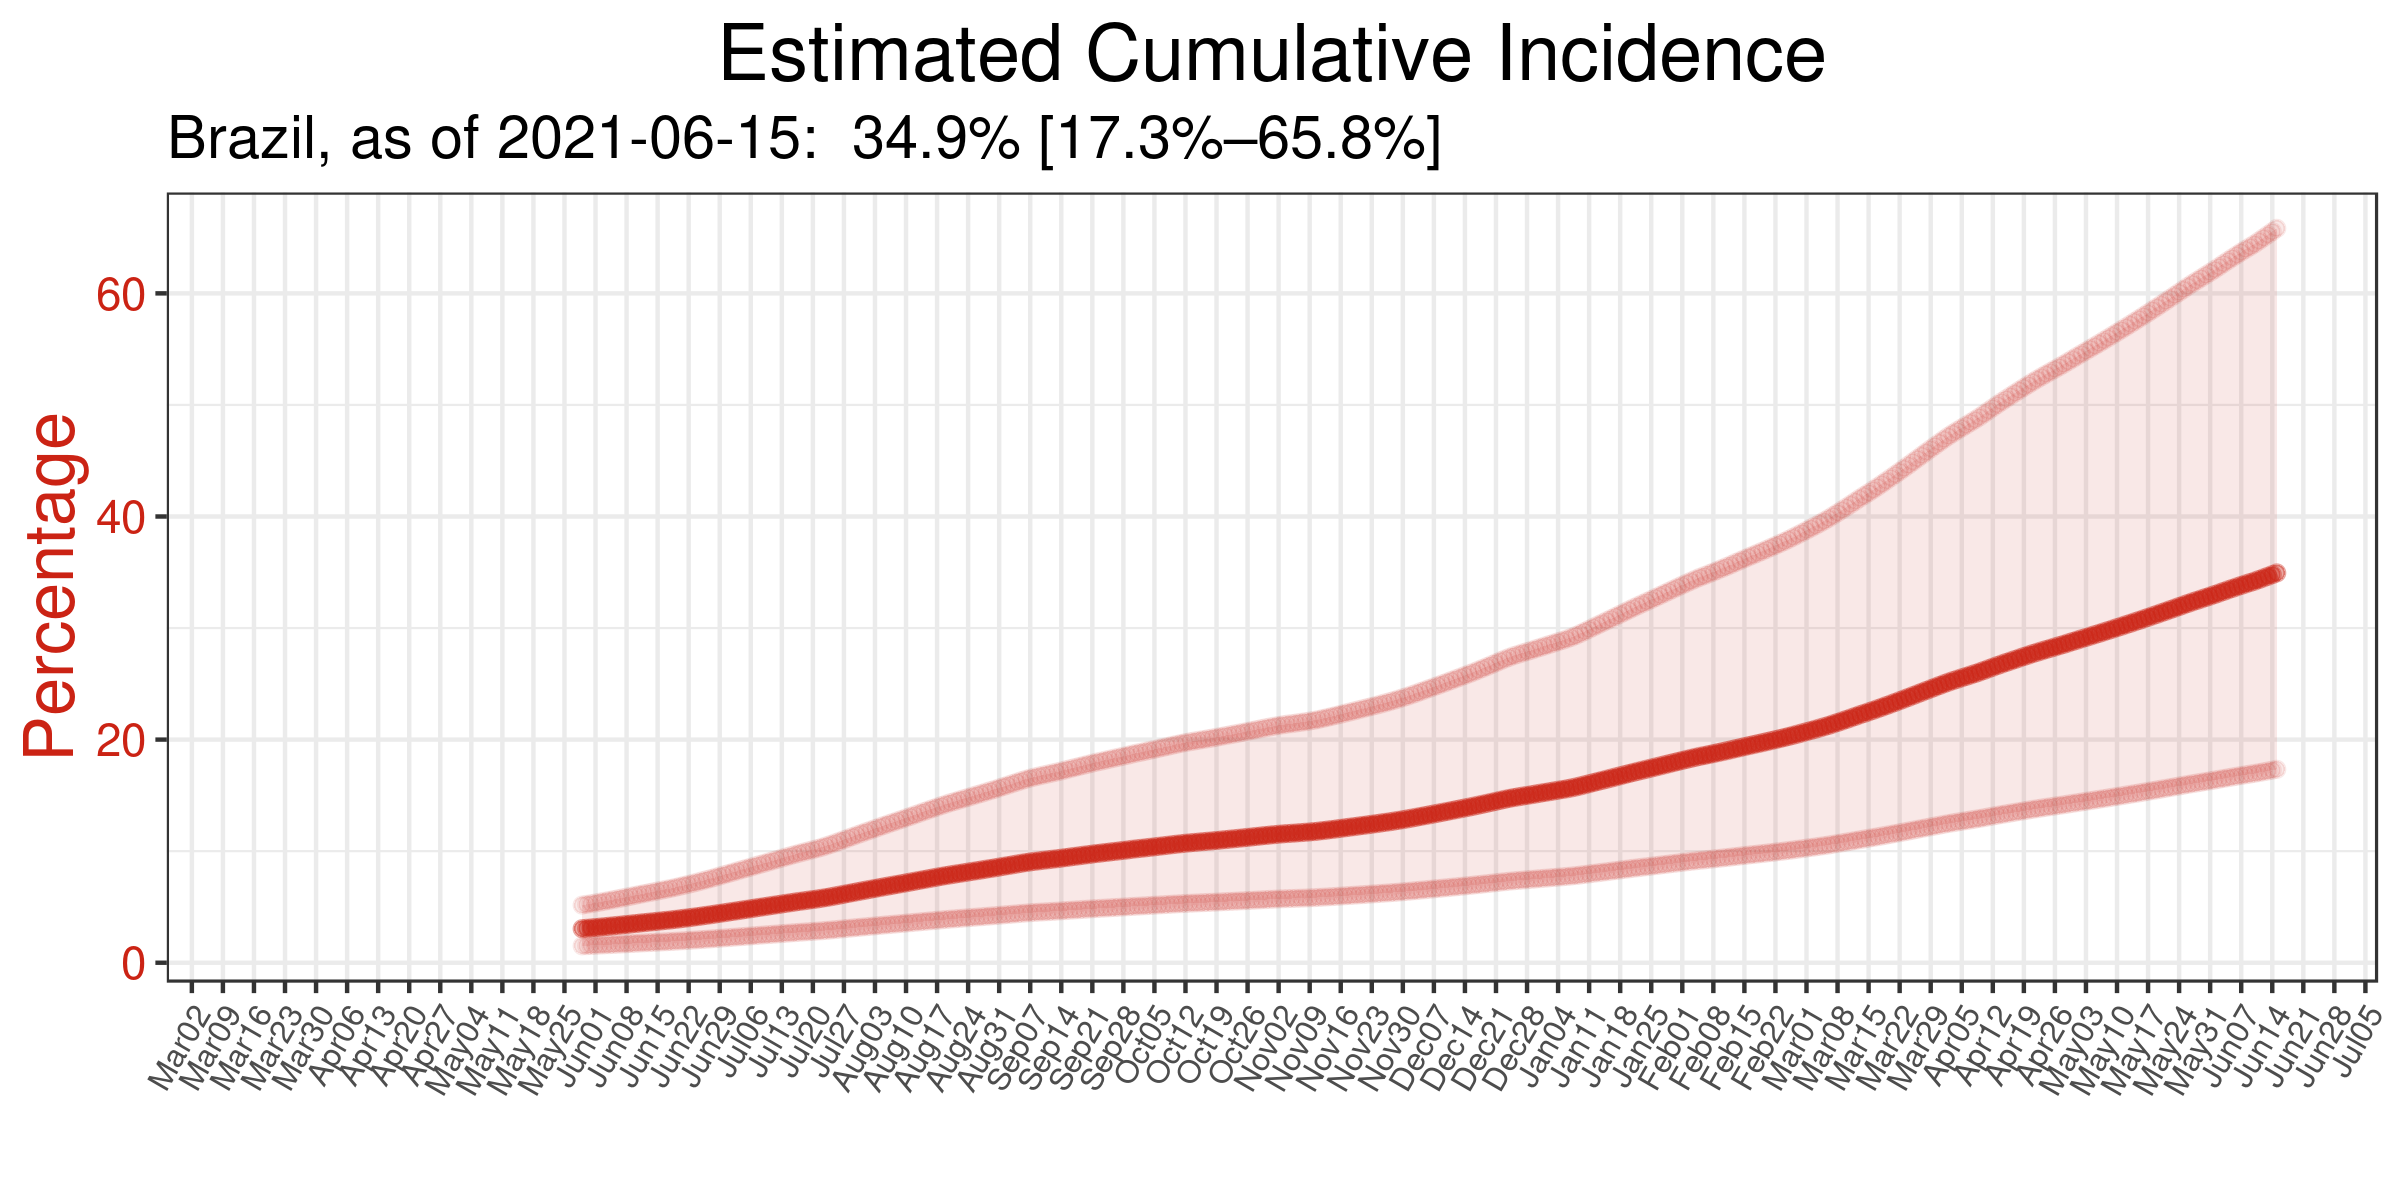 Estimated Cumulative Incidence
Brazil, as of 2021-06-15:  34.9% [17.3%–65.8%]
Percentage
60
40
20
0
Mar02
Mar09
Mar16
Mar23
Mar30
Apr06
Apr13
Apr20
Apr27
May04
May11
May18
May25
Jun01
Jun08
Jun15
Jun22
Jun29
Jul06
Jul13
Jul20
Jul27
Aug03
Aug10
Aug17
Aug24
Aug31
Sep07
Sep14
Sep21
Sep28
Oct05
Oct12
Oct19
Oct26
Nov02
Nov09
Nov16
Nov23
Nov30
Dec07
Dec14
Dec21
Dec28
Jan04
Jan11
Jan18
Jan25
Feb01
Feb08
Feb15
Feb22
Mar01
Mar08
Mar15
Mar22
Mar29
Apr05
Apr12
Apr19
Apr26
May03
May10
May17
May24
May31
Jun07
Jun14
Jun21
Jun28
Jul05